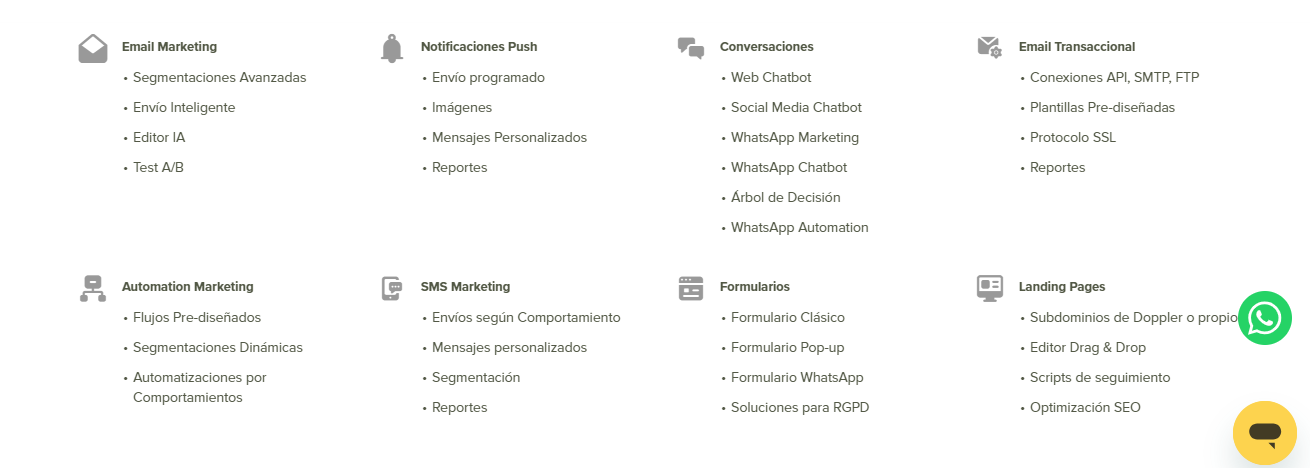 Email Marketing
• Segmentaciones Avanzadas
• Envío Inteligente
• Editor IA
• Test A/B
Notificaciones Push
• Envío programado
• Imágenes
• Mensajes Personalizados
• Reportes
Conversaciones
• Web Chatbot
• Social Media Chatbot
• WhatsApp Marketing
• WhatsApp Chatbot
• Árbol de Decisión
• WhatsApp Automation
Email Transaccional
• Conexiones API, SMTP, FTP
• Plantillas Pre-diseñadas
• Protocolo SSL
• Reportes
Automation Marketing
• Flujos Pre-diseñados
• Segmentaciones Dinámicas
• Automatizaciones por
Comportamientos
SMS Marketing
• Envíos según Comportamiento
• Mensajes personalizados
• Segmentación
• Reportes
Formularios
• Formulario Clásico
• Formulario Pop-up
• Formulario WhatsApp
• Soluciones para RGPD
Landing Pages
• Subdominios de Doppler o propio
• Editor Drag & Drop
• Scripts de seguimiento
• Optimización SEO